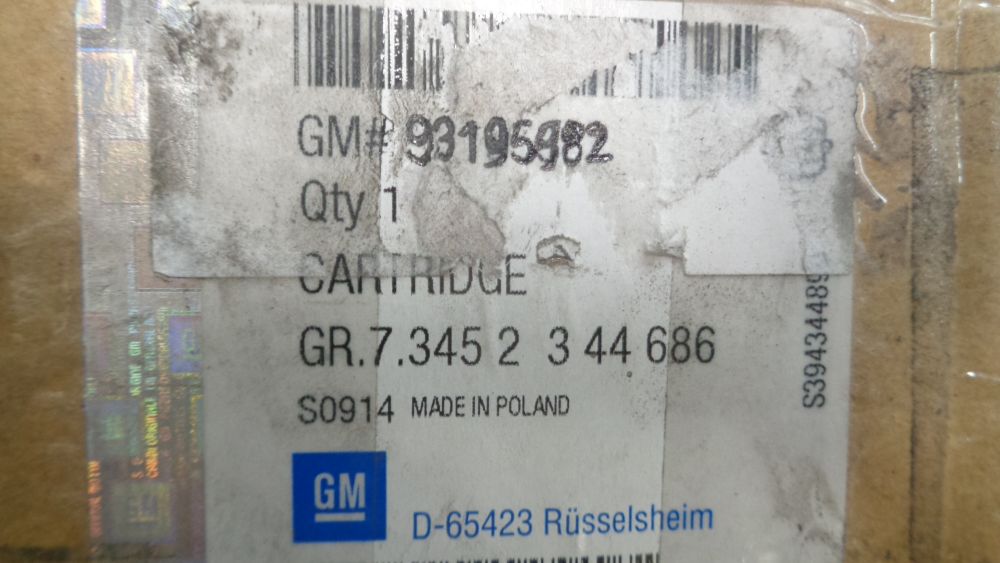 GM# 93195982
Qty 1
CARTRIDGE
GR.7.345 2 3 44 686
S0914 MADE IN POLAND
GM
D-65423 Rüsselsheim
S39434489